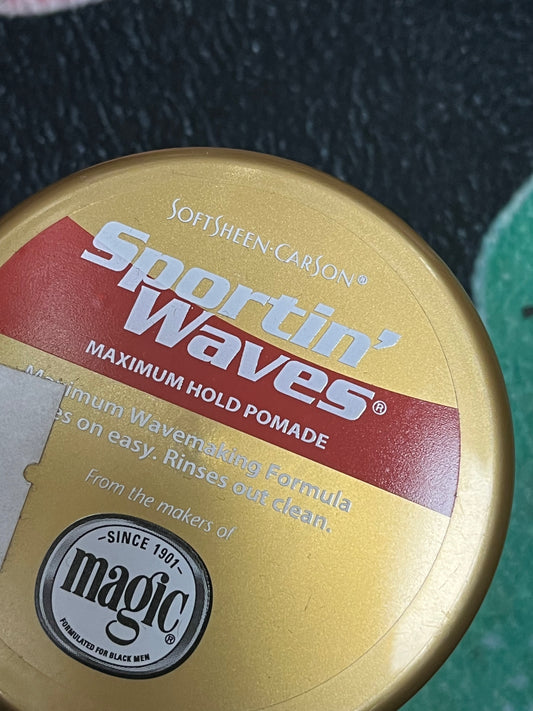 SOFTSHEEN-CARSON®
Sportin'
Waves®
MAXIMUM HOLD POMADE
Maximum Wavemaking Formula
on easy. Rinses out clean.
From the makers of
-SINCE 1901-
magic®
FORMULATED FOR BLACK MEN